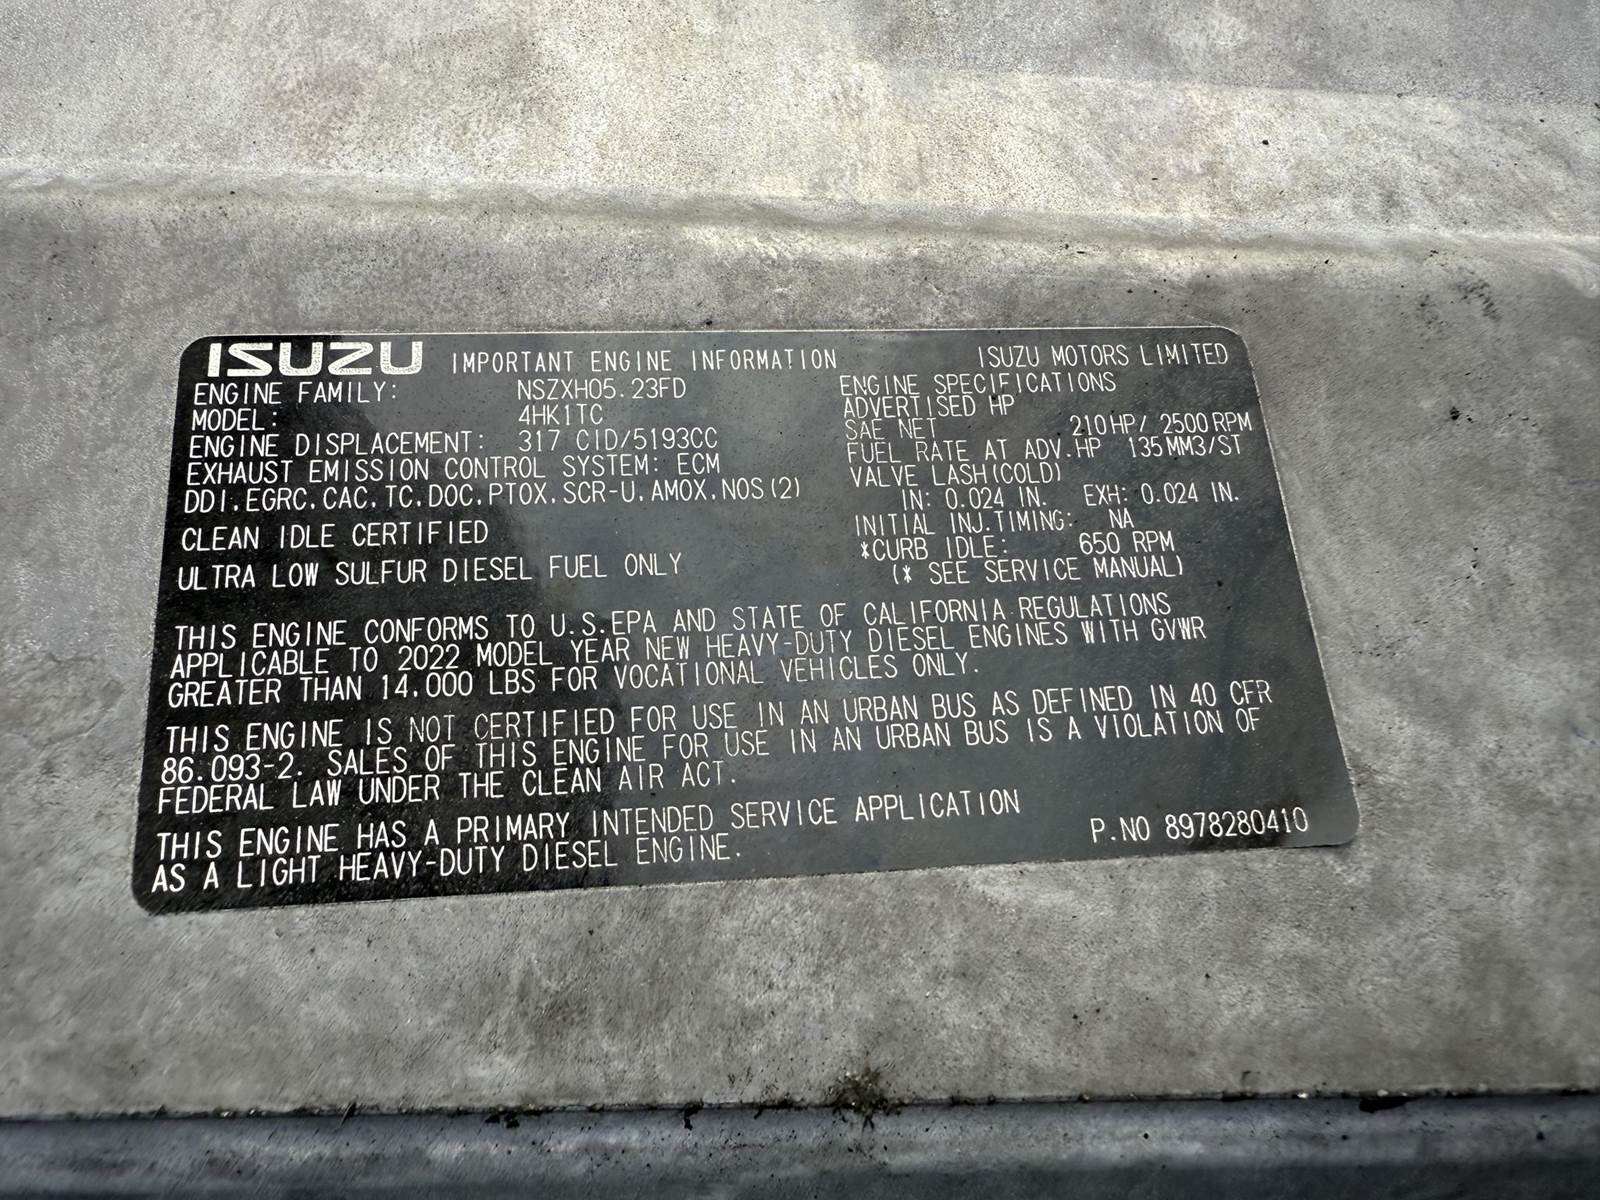 ISUZU IMPORTANT ENGINE INFORMATION ISUZU MOTORS LIMITED
ENGINE FAMILY: NSZXH05.23FD
MODEL: 4HK1TC
ENGINE DISPLACEMENT: 317 CID/5193CC
EXHAUST EMISSION CONTROL SYSTEM: ECM
DDI.EGRC.CAC.TC.DOC.PTOX.SCR-U.AMOX.NOS(2)
CLEAN IDLE CERTIFIED
ULTRA LOW SULFUR DIESEL FUEL ONLY
ENGINE SPECIFICATIONS
ADVERTISED HP
SAE NET 210HP/ 2500RPM
FUEL RATE AT ADV.HP 135MM3/ST
VALVE LASH(COLD)
IN: 0.024 IN. EXH: 0.024 IN.
INITIAL INJ.TIMING: NA
*CURB IDLE: 650 RPM
(* SEE SERVICE MANUAL)
THIS ENGINE CONFORMS TO U.S.EPA AND STATE OF CALIFORNIA REGULATIONS
APPLICABLE TO 2022 MODEL YEAR NEW HEAVY-DUTY DIESEL ENGINES WITH GVWR
GREATER THAN 14,000 LBS FOR VOCATIONAL VEHICLES ONLY.
THIS ENGINE IS NOT CERTIFIED FOR USE IN AN URBAN BUS AS DEFINED IN 40 CFR
86.093-2. SALES OF THIS ENGINE FOR USE IN AN URBAN BUS IS A VIOLATION OF
FEDERAL LAW UNDER THE CLEAN AIR ACT.
THIS ENGINE HAS A PRIMARY INTENDED SERVICE APPLICATION
AS A LIGHT HEAVY-DUTY DIESEL ENGINE.
P.NO 8978280410